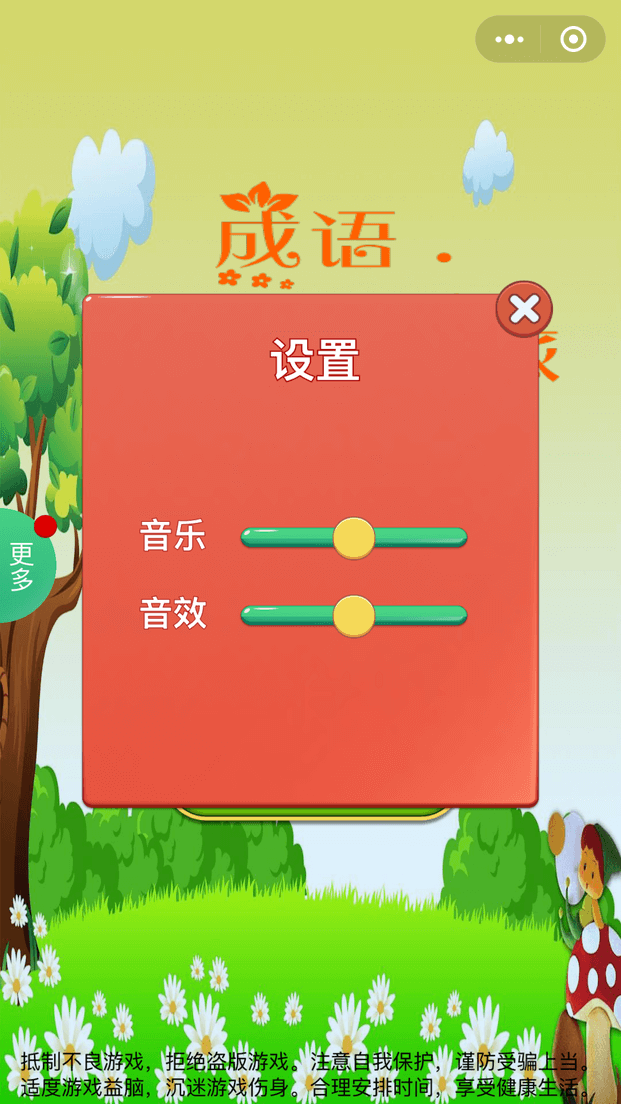 成语·
设置
音乐
音效
更多
抵制不良游戏，拒绝盗版游戏。注意自我保护，谨防受骗上当。
适度游戏益脑，沉迷游戏伤身。合理安排时间，享受健康生活。